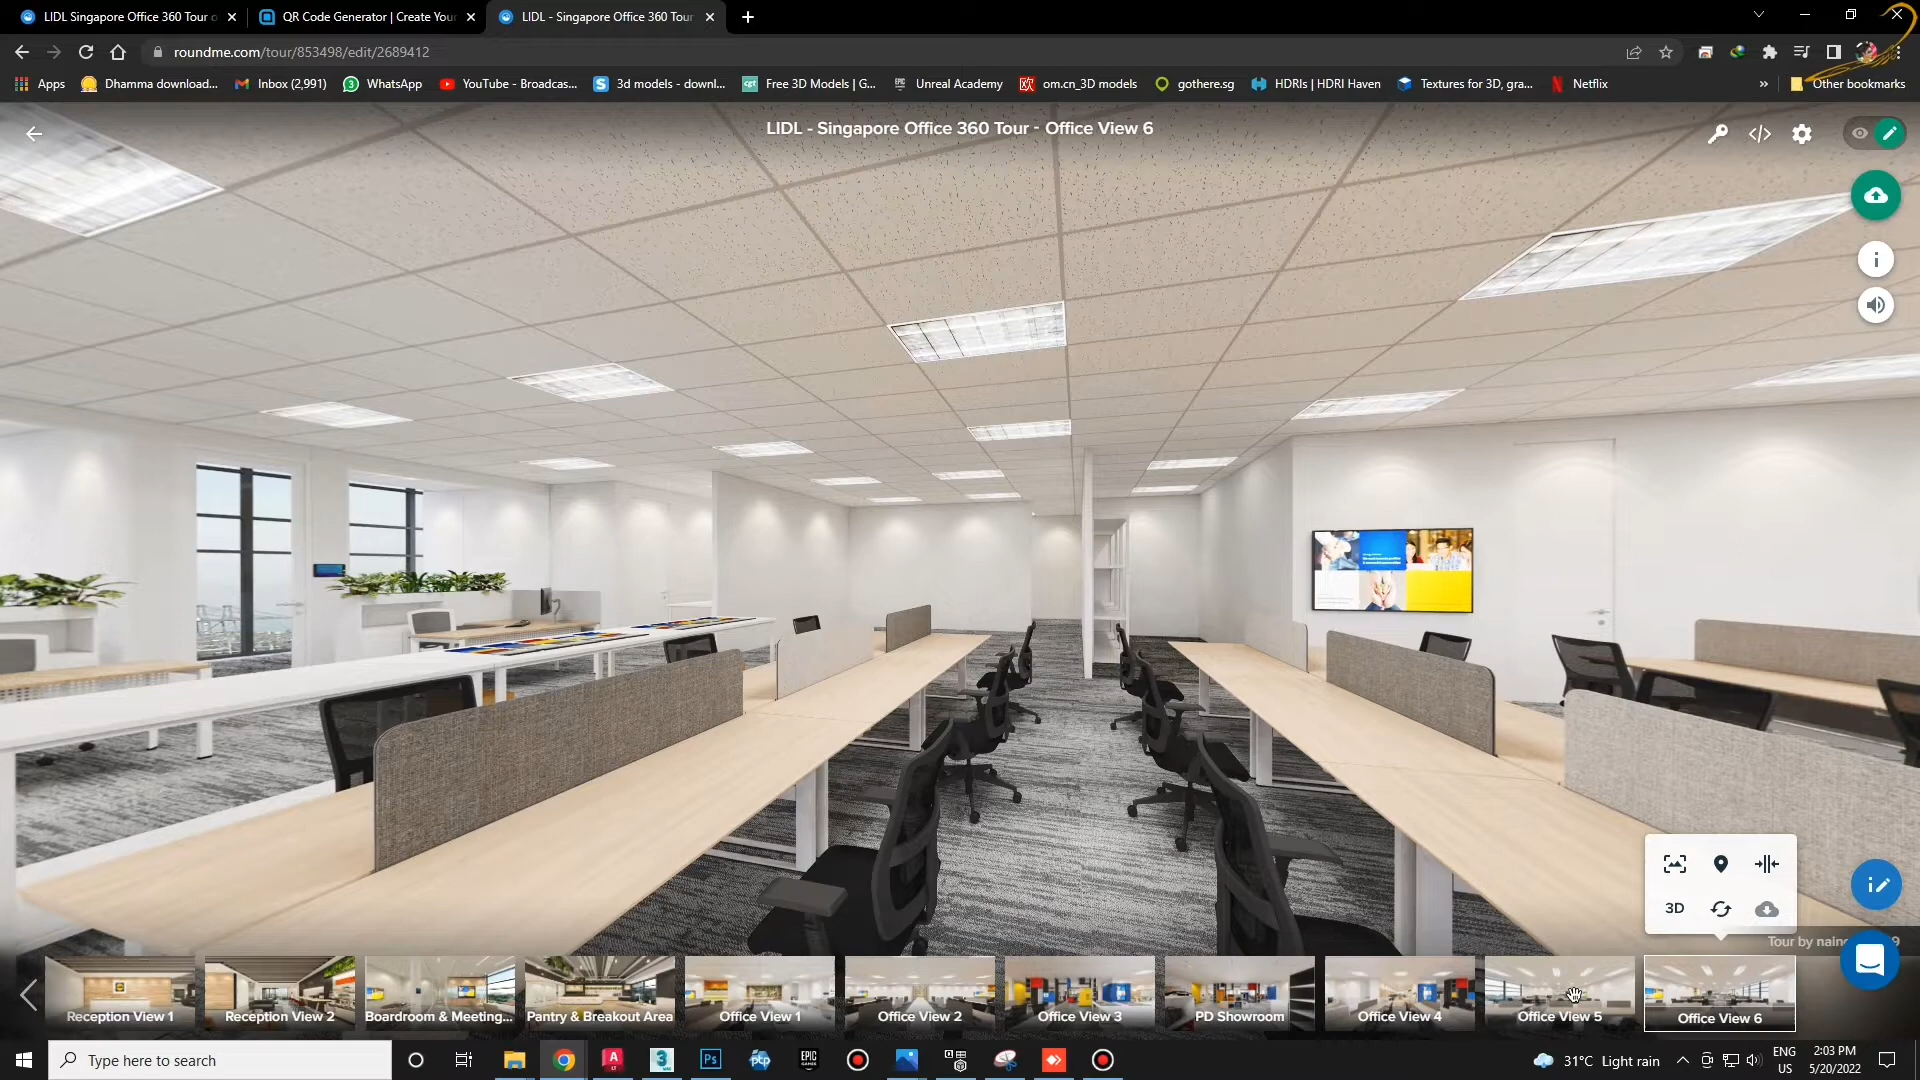 LIDL Singapore Office 360 Tour o
QR Code Generator | Create Your
LIDL - Singapore Office 360 Tour
roundme.com/tour/853498/edit/2689412
Apps
Dhamma download...
Inbox (2,991)
WhatsApp
YouTube - Broadcas...
3d models - downl...
Free 3D Models | G...
Unreal Academy
om.cn_3D models
gothere.sg
HDRIs | HDRI Haven
Textures for 3D, gra...
Netflix
»
Other bookmarks
LIDL - Singapore Office 360 Tour - Office View 6
3D
Reception View 1
Reception View 2
Boardroom & Meeting...
Pantry & Breakout Area
Office View 1
Office View 2
Office View 3
PD Showroom
Office View 4
Office View 5
Office View 6
Type here to search
31°C Light rain
ENG
US
2:03 PM
5/20/2022